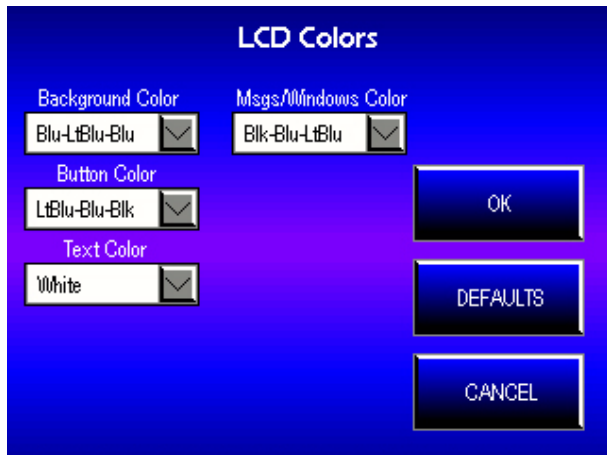 LCD Colors
Background Color
Msgs/Windows Color
Blu-LtBlu-Blu
Blk-Blu-LtBlu
Button Color
LtBlu-Blu-Blk
Text Color
White
OK
DEFAULTS
CANCEL